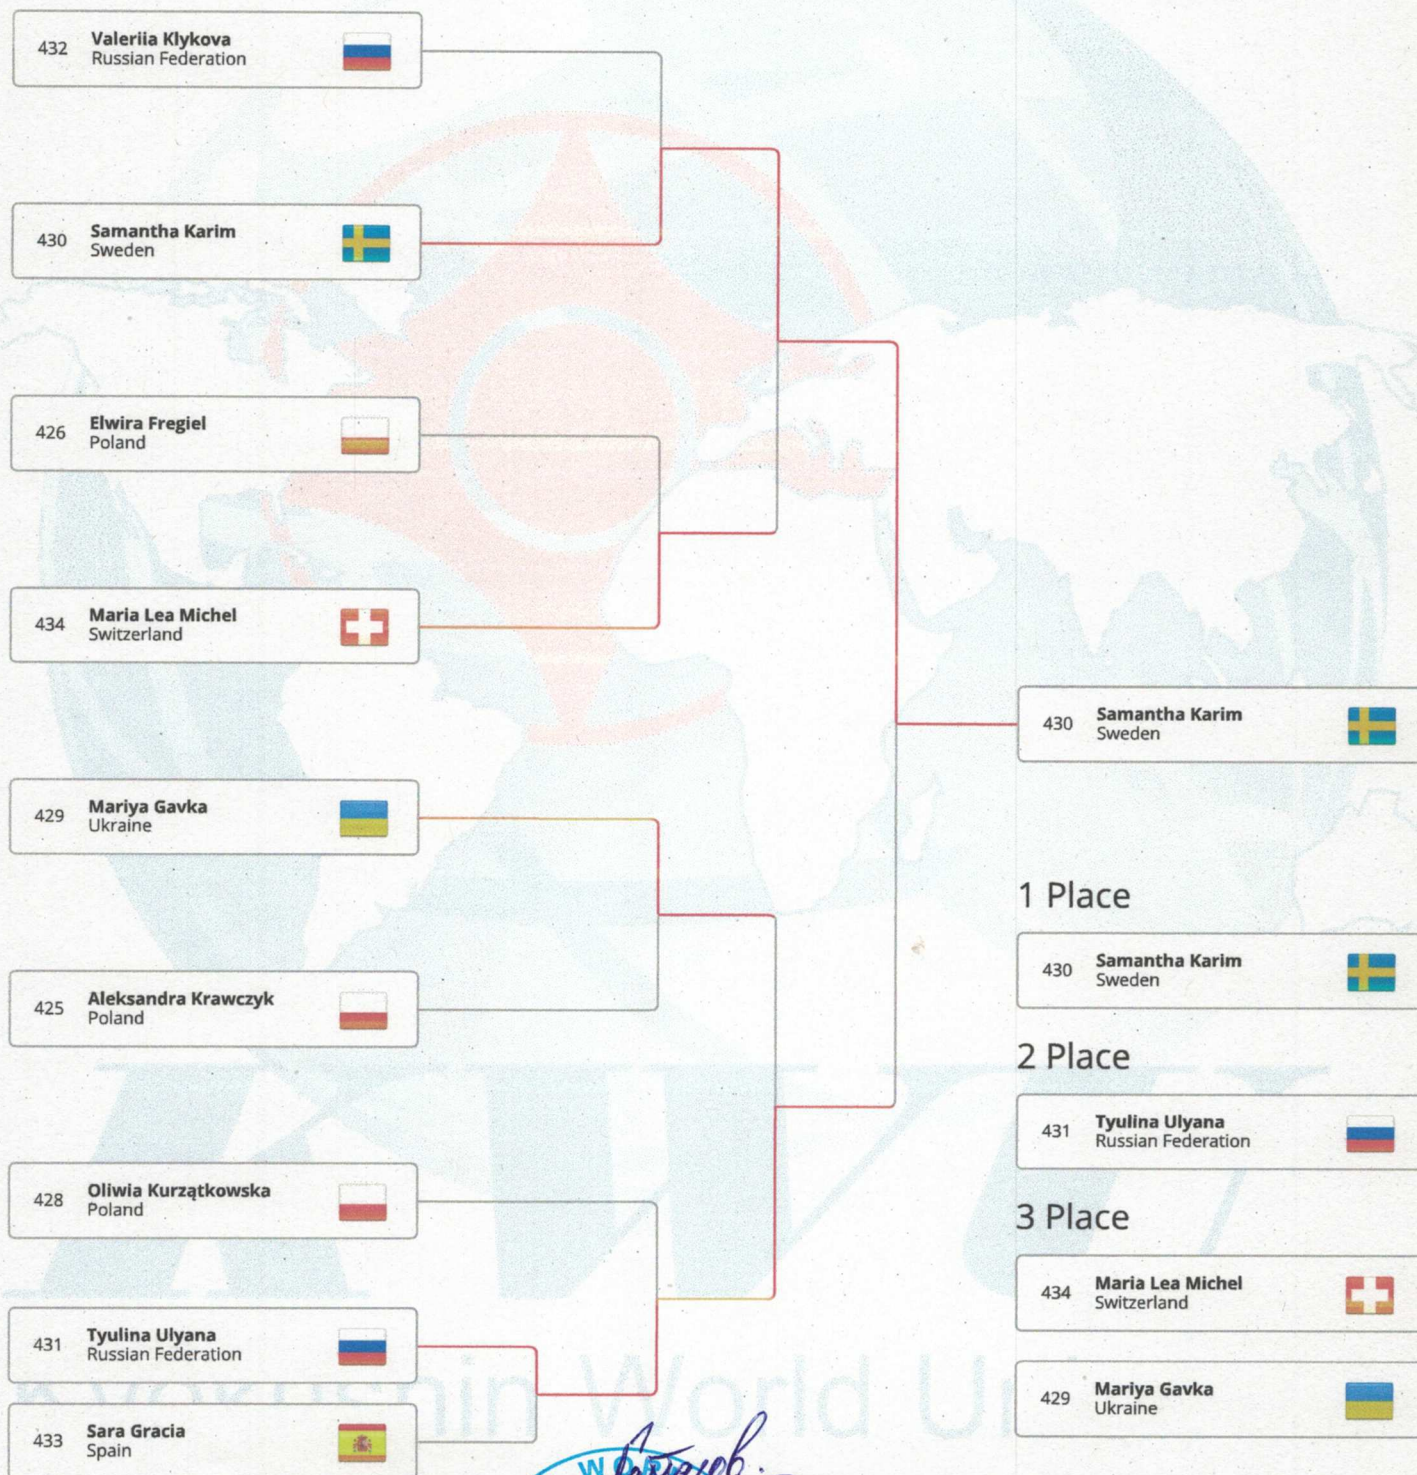 432 Valeriia Klykova
Russian Federation
430 Samantha Karim
Sweden
426 Elwira Fregiel
Poland
434 Maria Lea Michel
Switzerland
429 Mariya Gavka
Ukraine
425 Aleksandra Krawczyk
Poland
428 Oliwia Kurzątkowska
Poland
431 Tyulina Ulyana
Russian Federation
433 Sara Gracia
Spain
430 Samantha Karim
Sweden
1 Place
430 Samantha Karim
Sweden
2 Place
431 Tyulina Ulyana
Russian Federation
3 Place
434 Maria Lea Michel
Switzerland
429 Mariya Gavka
Ukraine
KWU
Kyokushin World Un